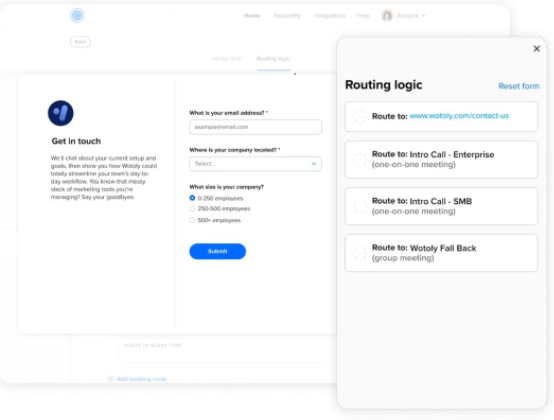 Home Availability Integrations Help Account
Back
Routing logic
Get in touch
We'll chat about your current setup and
goals, then show you how Wotoly could
totally streamline your team's day-to-
day workflow. You know that messy
stack of marketing tools you're
managing? Say your goodbyes.
What is your email address? *
example@email.com
Where is your company located? *
Select...
What size is your company?
0-250 employees
250-500 employees
500+ employees
Submit
ROUTE TO EVENT TYPE
Add booking route
Routing logic
Reset form
Route to: www.wotoly.com/contact-us
Route to: Intro Call - Enterprise
(one-on-one meeting)
Route to: Intro Call - SMB
(one-on-one meeting)
Route to: Wotoly Fall Back
(group meeting)